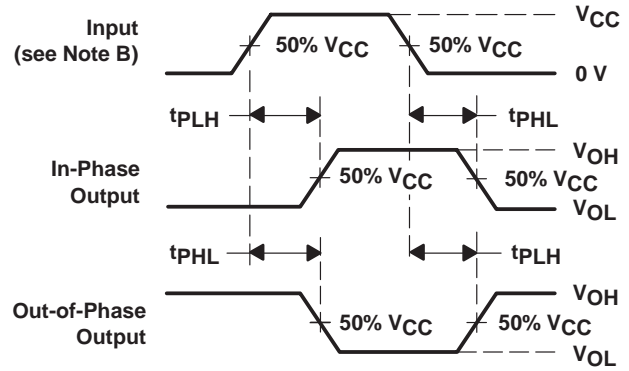 Input
(see Note B)
50% VCC
50% VCC
VCC
0 V
tPLH
tPHL
In-Phase
Output
50% VCC
50% VCC
VOH
VOL
tPHL
tPLH
Out-of-Phase
Output
50% VCC
50% VCC
VOH
VOL